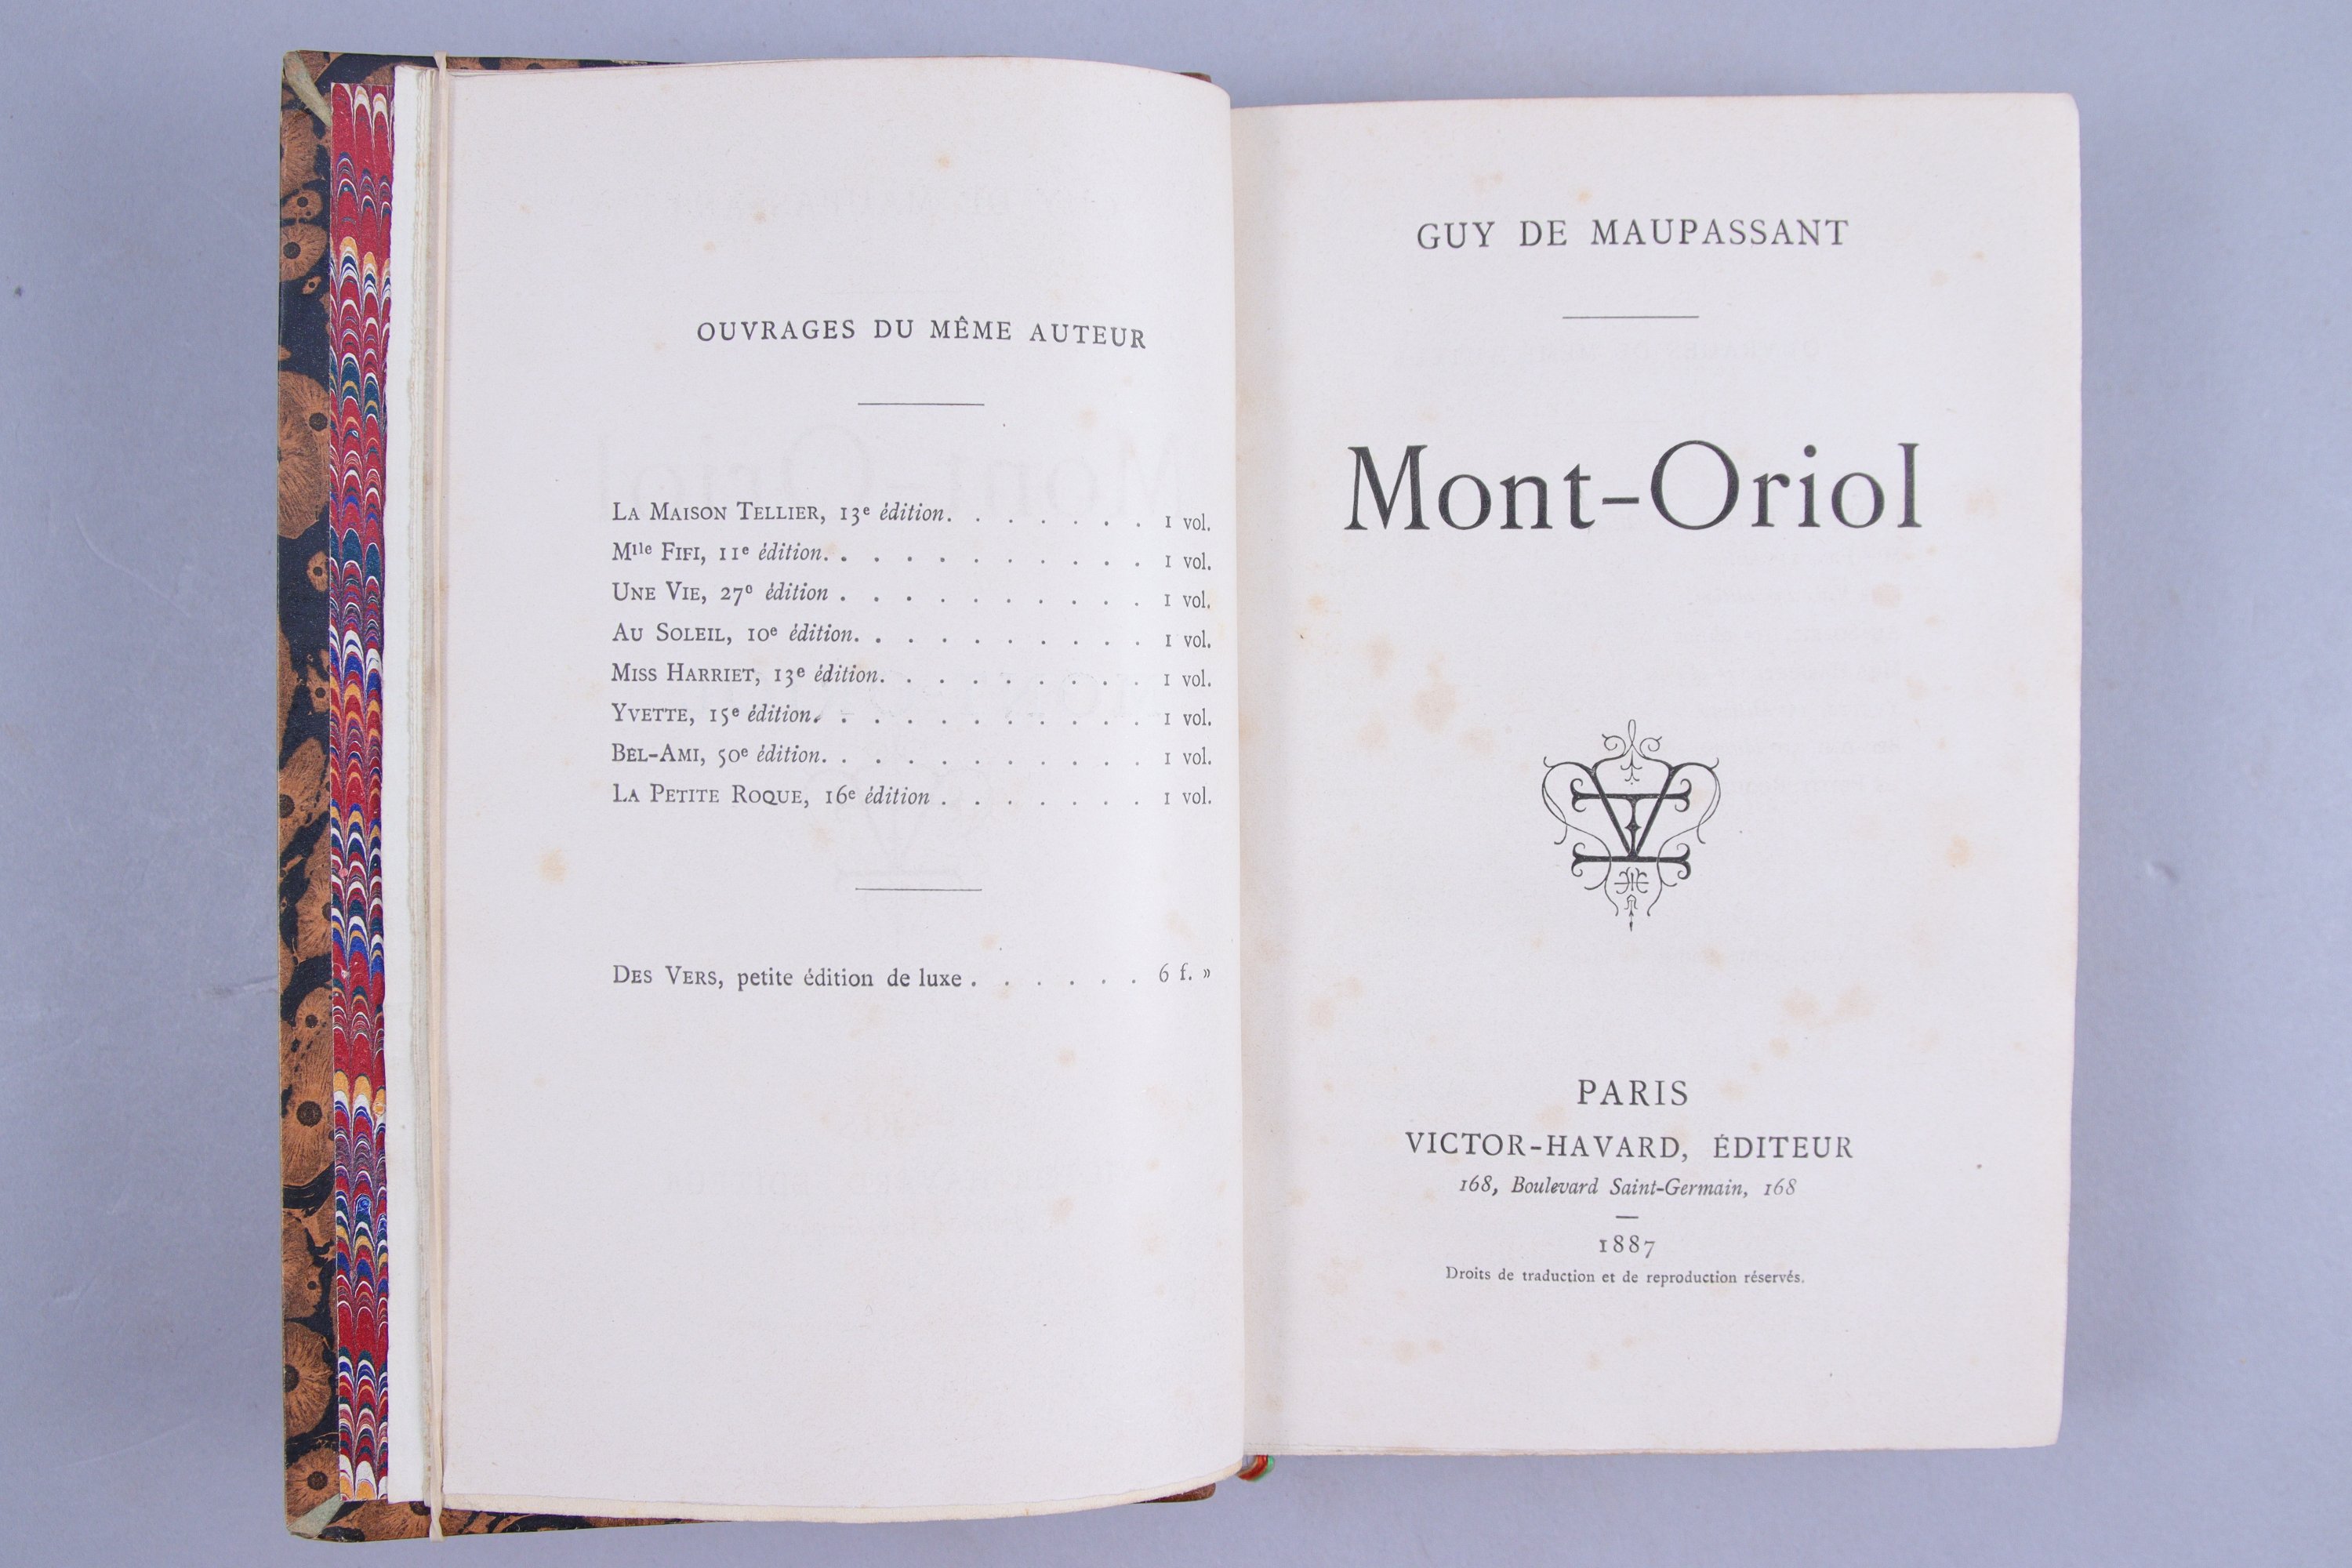 OUVRAGES DU MÊME AUTEUR
LA MAISON TELLIER, 13e édition. . . . . . . 1 vol.
Mlle FIFI, 11e édition. . . . . . . . . . . 1 vol.
UNE VIE, 27e édition . . . . . . . . . . 1 vol.
AU SOLEIL, 10e édition. . . . . . . . . . 1 vol.
MISS HARRIET, 13e édition. . . . . . . . . 1 vol.
YVETTE, 15e édition. . . . . . . . . . . 1 vol.
BEL-AMI, 50e édition. . . . . . . . . . . 1 vol.
LA PETITE ROQUE, 16e édition . . . . . . . 1 vol.
DES VERS, petite édition de luxe . . . . . . 6 f. »
GUY DE MAUPASSANT
Mont-Oriol
PARIS
VICTOR-HAVARD, ÉDITEUR
168, Boulevard Saint-Germain, 168
1887
Droits de traduction et de reproduction réservés.